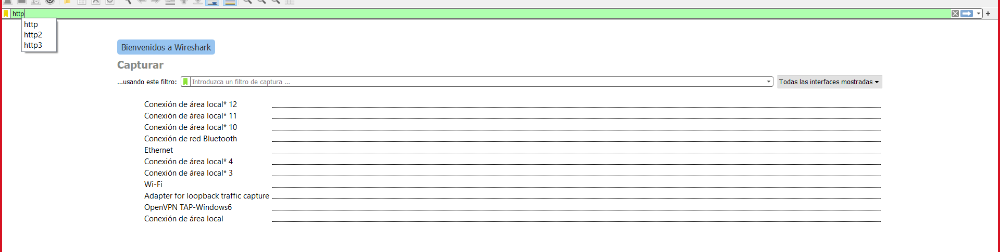 http
http
http2
http3
Bienvenidos a Wireshark
Capturar
...usando este filtro: Introduzca un filtro de captura ... Todas las interfaces mostradas
Conexión de área local* 12
Conexión de área local* 11
Conexión de área local* 10
Conexión de red Bluetooth
Ethernet
Conexión de área local* 4
Conexión de área local* 3
Wi-Fi
Adapter for loopback traffic capture
OpenVPN TAP-Windows6
Conexión de área local